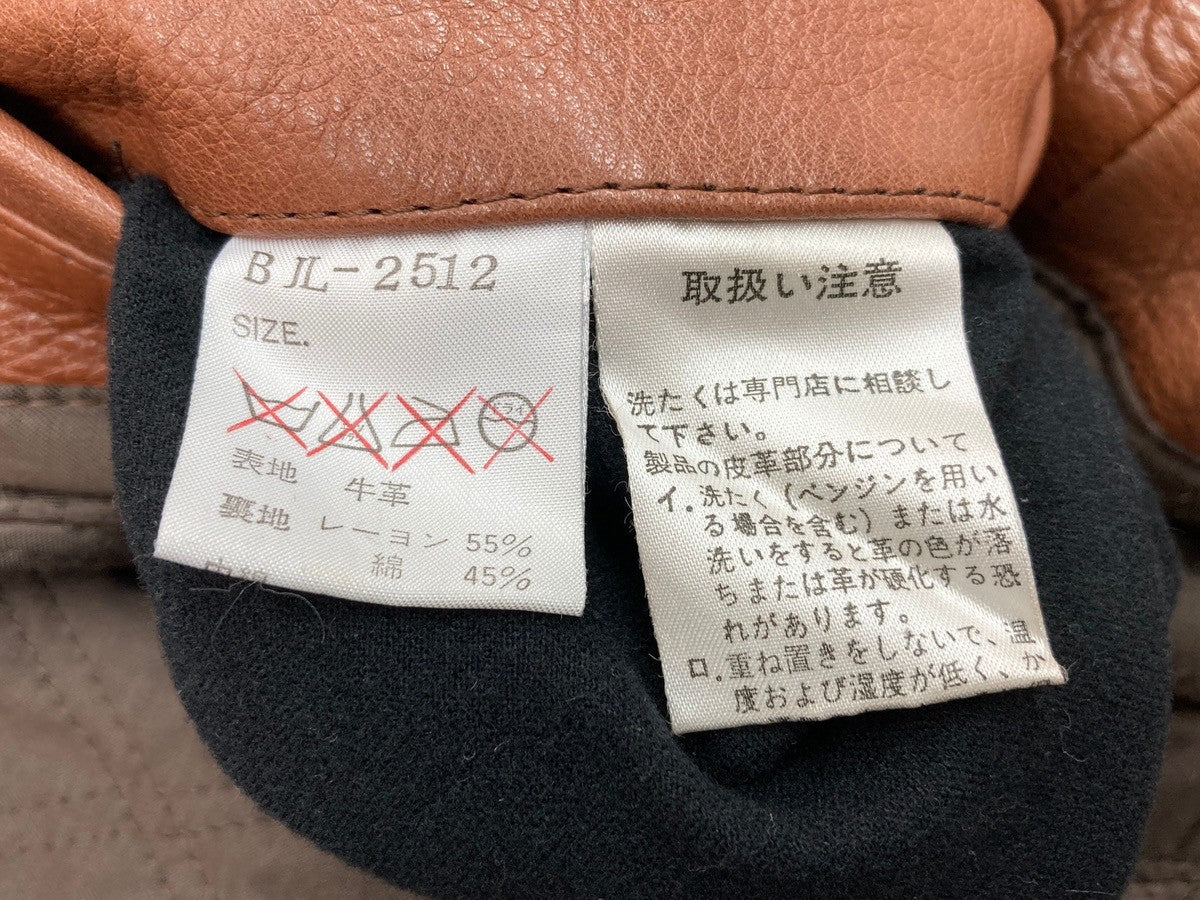 BJL-2512
SIZE.
ドライ
表地 牛革
裏地 レーヨン 55%
綿 45%
取扱い注意
洗たくは専門店に相談し
て下さい。
製品の皮革部分について
イ.洗たく(ベンジンを用い
る場合を含む)または水
洗いをすると革の色が落
ちまたは革が硬化する恐
れがあります。
ロ.重ね置きをしないで、温
度および湿度が低く、か